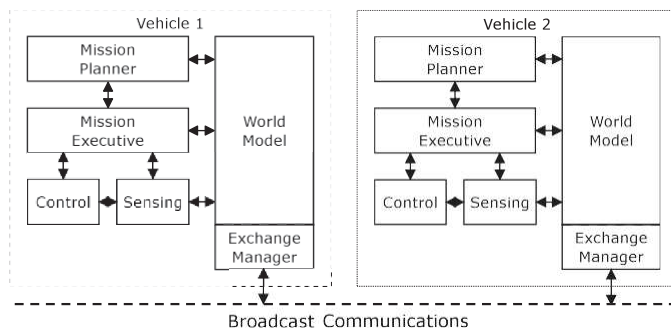 Vehicle 1
Mission
Planner
Mission
Executive
World
Model
Control
Sensing
Exchange
Manager
Vehicle 2
Mission
Planner
Mission
Executive
World
Model
Control
Sensing
Exchange
Manager
Broadcast Communications